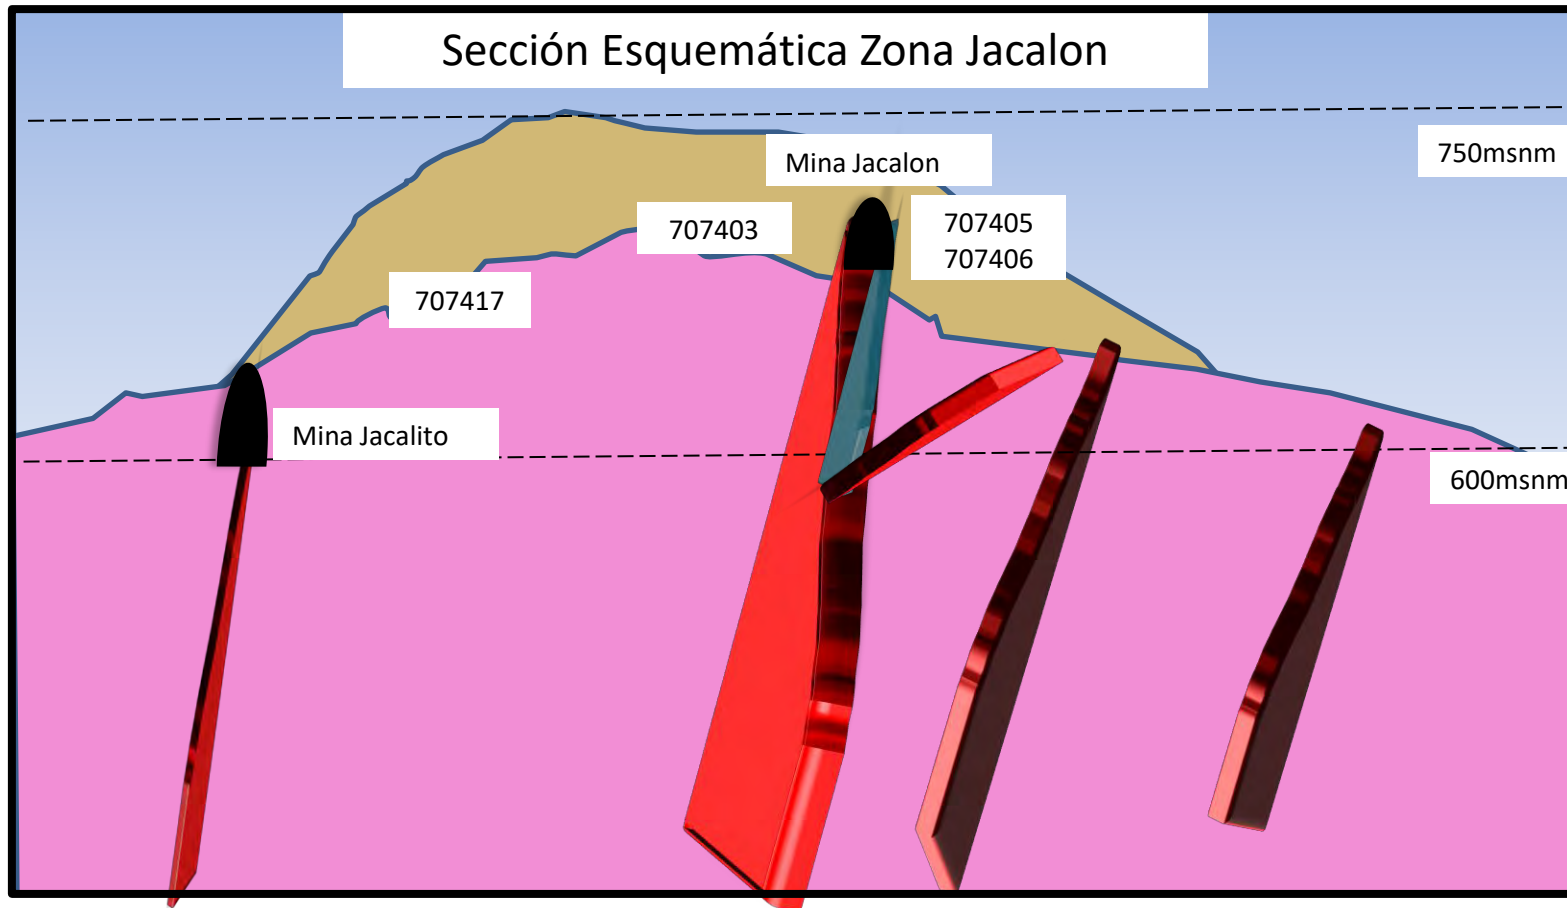 Sección Esquemática Zona Jacalon
750msnm
Mina Jacalon
707403
707405
707406
707417
Mina Jacalito
600msnm